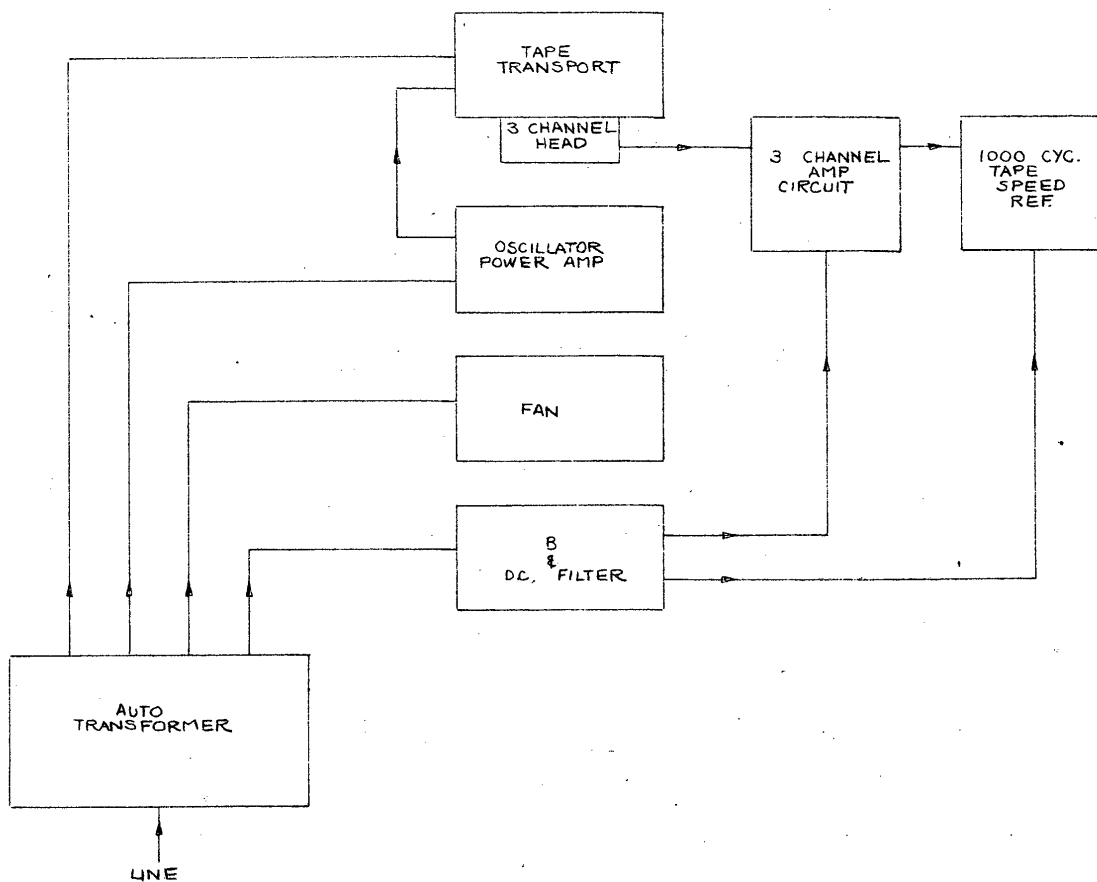 TAPE
TRANSPORT
3 CHANNEL
HEAD
3 CHANNEL
AMP
CIRCUIT
1000 CYC.
TAPE
SPEED
REF.
OSCILLATOR
POWER AMP
FAN
B
&
D.C. FILTER
AUTO
TRANSFORMER
LINE